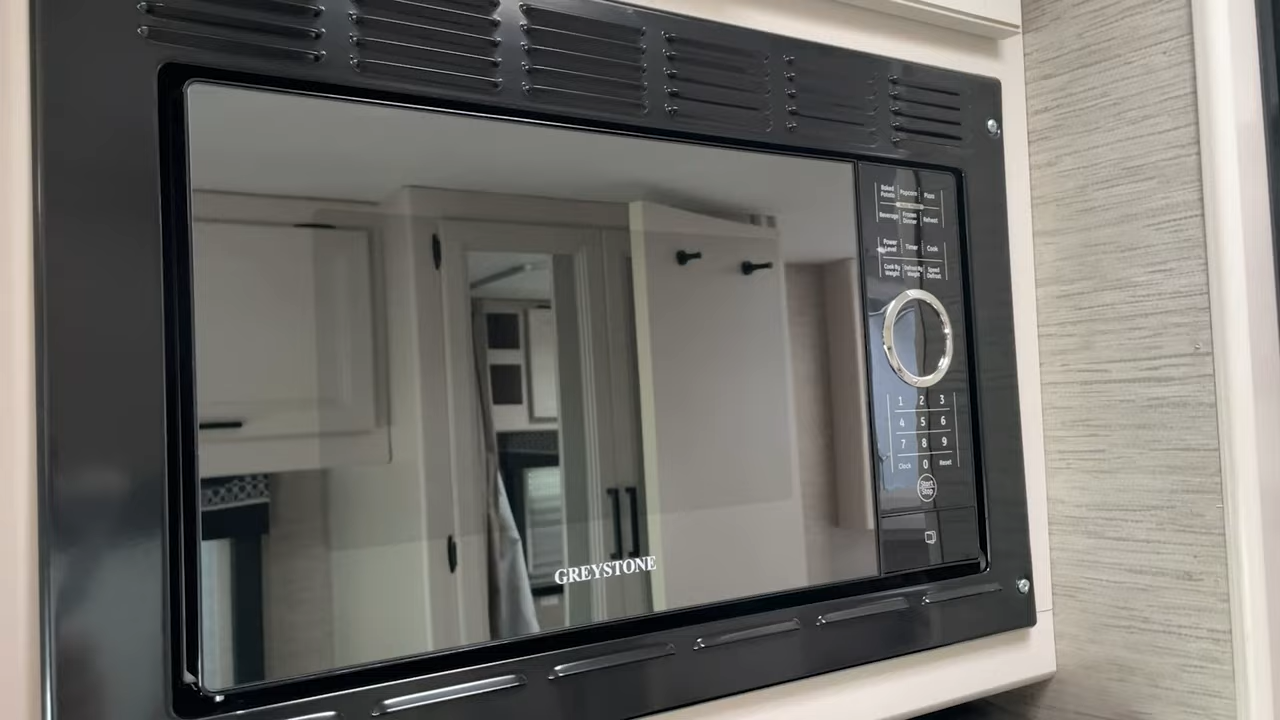 Baked Potato Popcorn Pizza
Beverage Frozen Dinner Reheat
Power Level Timer Cook
Cook By Weight Defrost By Weight Speed Defrost
1 2 3
4 5 6
7 8 9
Clock 0 Reset
Start
Stop
GREYSTONE